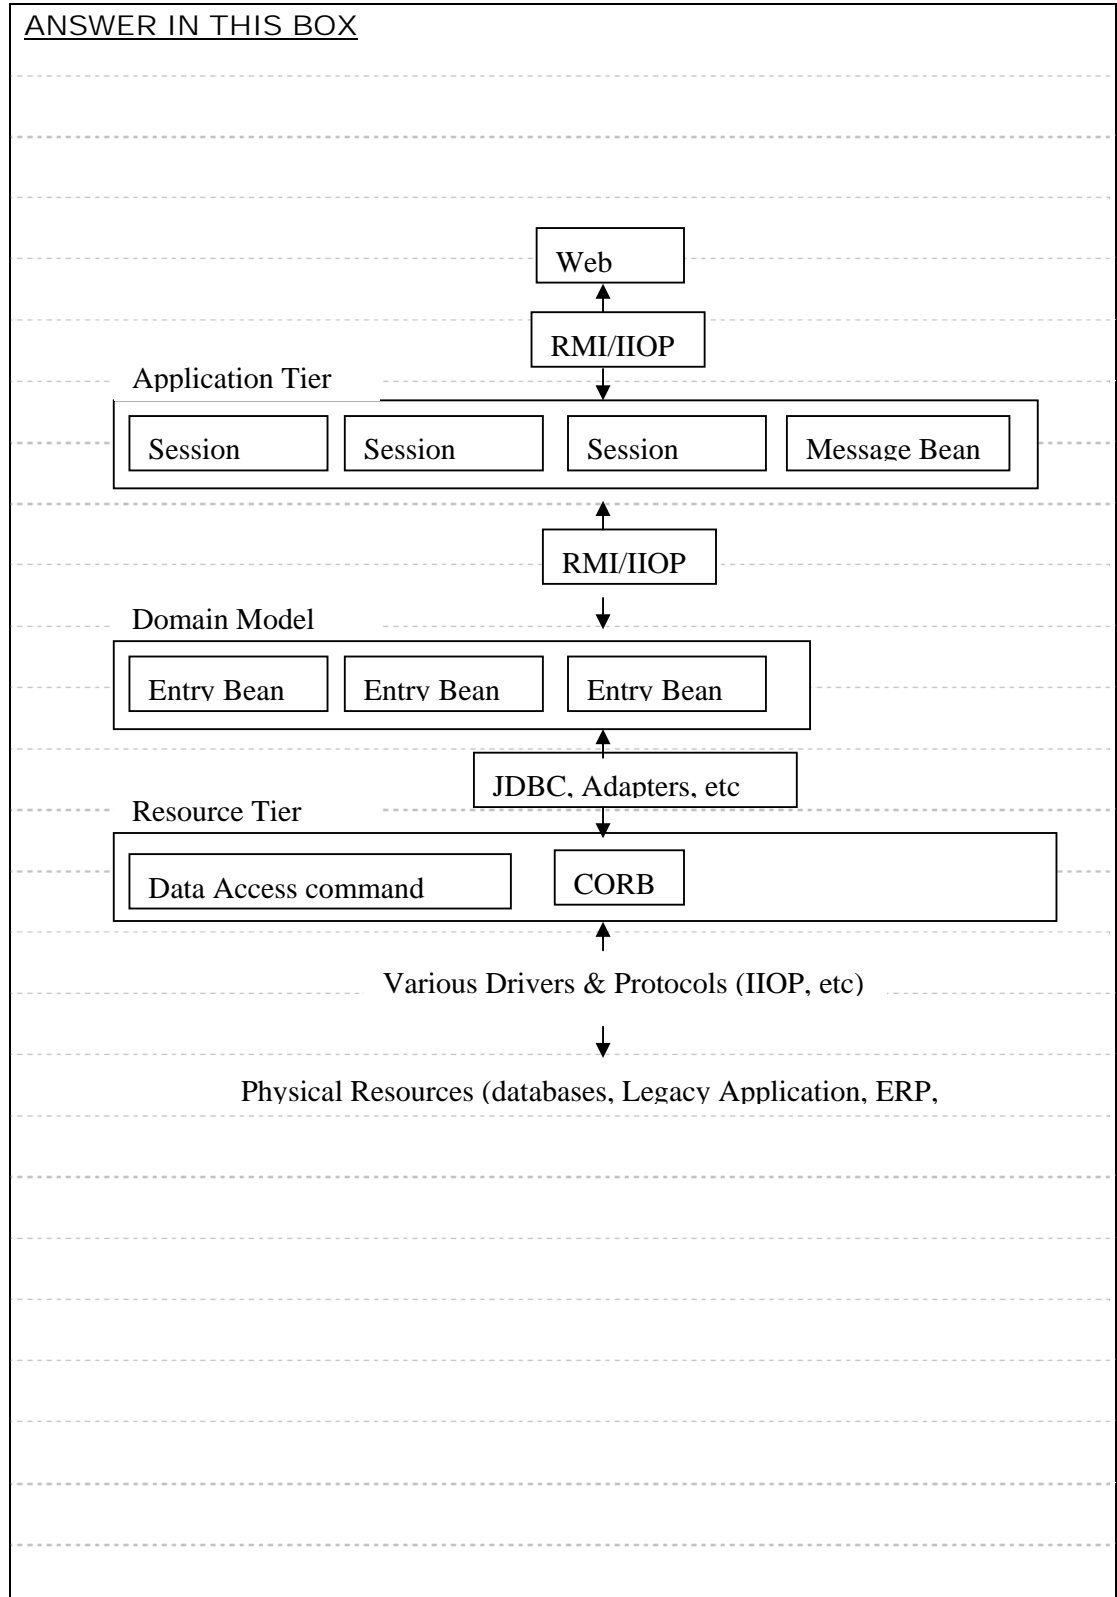 ANSWER IN THIS BOX
Web
RMI/IIOP
Application Tier
Session
Session
Session
Message Bean
RMI/IIOP
Domain Model
Entry Bean
Entry Bean
Entry Bean
JDBC, Adapters, etc
Resource Tier
Data Access command
CORB
Various Drivers & Protocols (IIOP, etc)
Physical Resources (databases, Legacy Application, ERP,